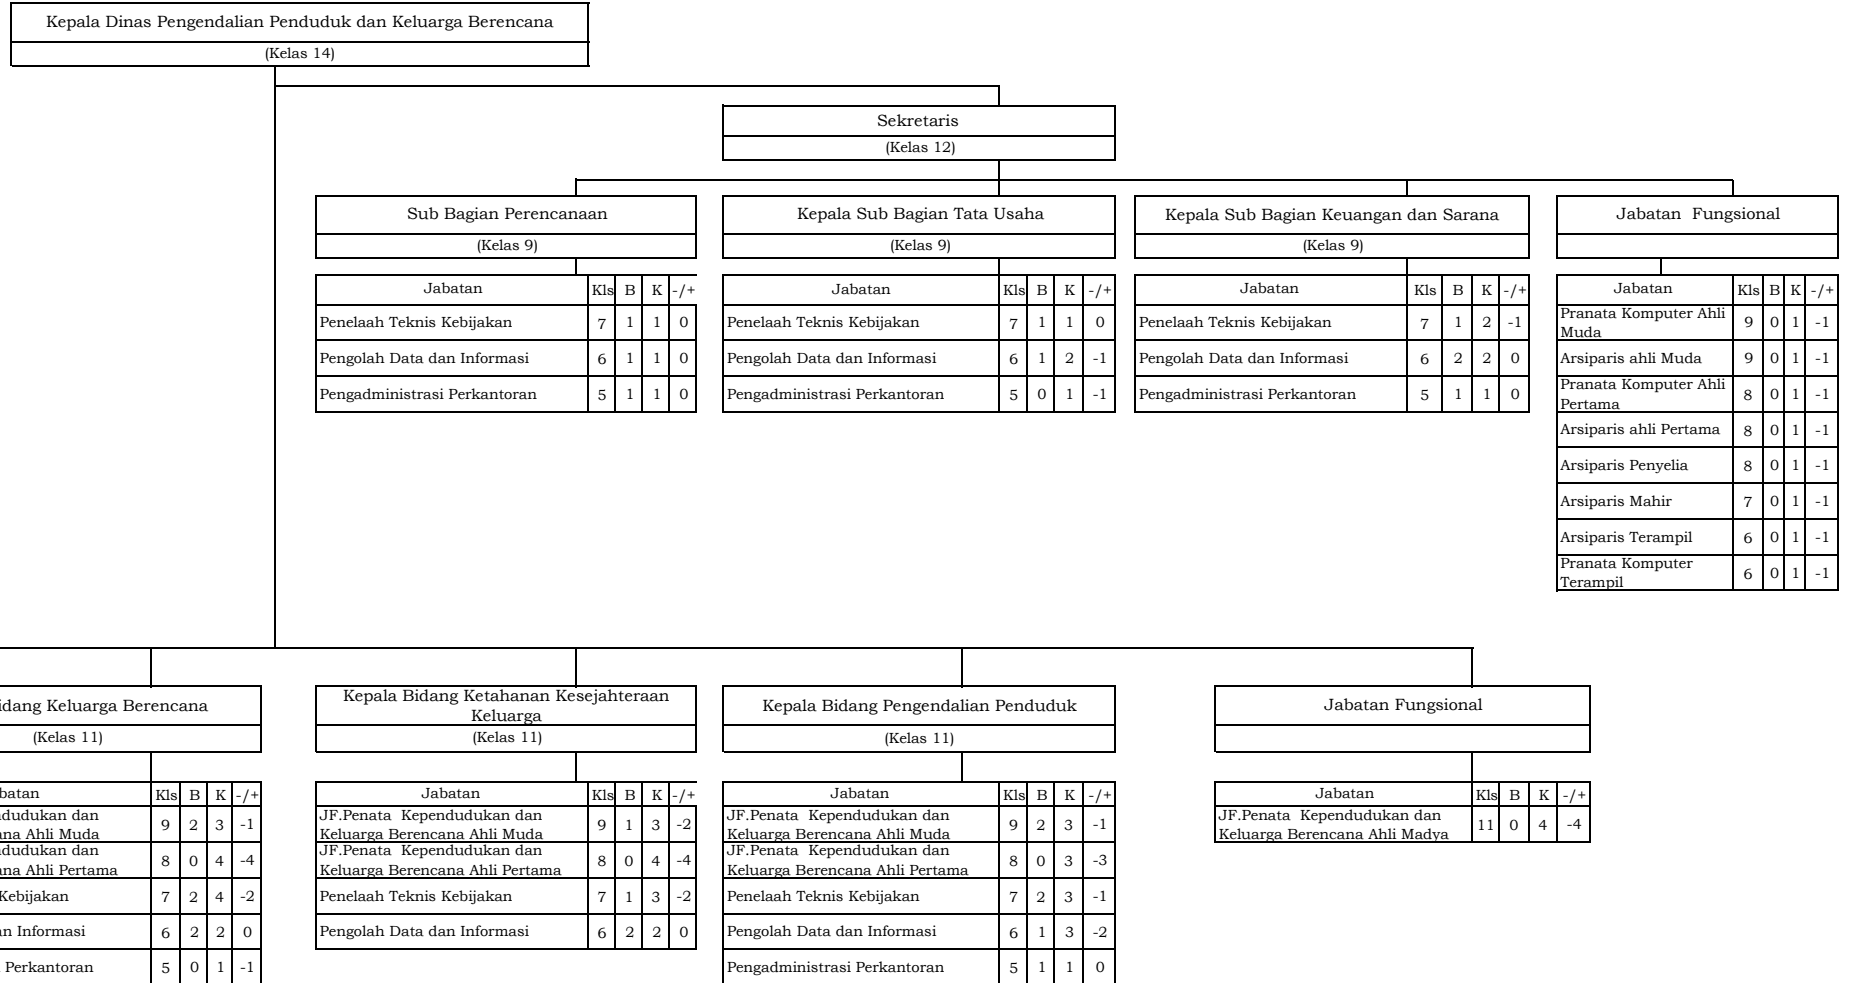 Kepala Dinas Pengendalian Penduduk dan Keluarga Berencana
(Kelas 14)
Sekretaris
(Kelas 12)
Sub Bagian Perencanaan
(Kelas 9)
Jabatan Kls B K -/+
Penelaah Teknis Kebijakan 7 1 1 0
Pengolah Data dan Informasi 6 1 1 0
Pengadministrasi Perkantoran 5 1 1 0
Kepala Sub Bagian Tata Usaha
(Kelas 9)
Jabatan Kls B K -/+
Penelaah Teknis Kebijakan 7 1 1 0
Pengolah Data dan Informasi 6 1 2 -1
Pengadministrasi Perkantoran 5 0 1 -1
Kepala Sub Bagian Keuangan dan Sarana
(Kelas 9)
Jabatan Kls B K -/+
Penelaah Teknis Kebijakan 7 1 2 -1
Pengolah Data dan Informasi 6 2 2 0
Pengadministrasi Perkantoran 5 1 1 0
Jabatan Fungsional
Jabatan Kls B K -/+
Pranata Komputer Ahli
Muda 9 0 1 -1
Arsiparis ahli Muda 9 0 1 -1
Pranata Komputer Ahli
Pertama 8 0 1 -1
Arsiparis ahli Pertama 8 0 1 -1
Arsiparis Penyelia 8 0 1 -1
Arsiparis Mahir 7 0 1 -1
Arsiparis Terampil 6 0 1 -1
Pranata Komputer
Terampil 6 0 1 -1
idang Keluarga Berencana
(Kelas 11)
batan Kls B K -/+
dudukan dan
ana Ahli Muda 9 2 3 -1
dudukan dan
ana Ahli Pertama 8 0 4 -4
Kebijakan 7 2 4 -2
an Informasi 6 2 2 0
Perkantoran 5 0 1 -1
Kepala Bidang Ketahanan Kesejahteraan
Keluarga
(Kelas 11)
Jabatan Kls B K -/+
JF.Penata Kependudukan dan
Keluarga Berencana Ahli Muda 9 1 3 -2
JF.Penata Kependudukan dan
Keluarga Berencana Ahli Pertama 8 0 4 -4
Penelaah Teknis Kebijakan 7 1 3 -2
Pengolah Data dan Informasi 6 2 2 0
Kepala Bidang Pengendalian Penduduk
(Kelas 11)
Jabatan Kls B K -/+
JF.Penata Kependudukan dan
Keluarga Berencana Ahli Muda 9 2 3 -1
JF.Penata Kependudukan dan
Keluarga Berencana Ahli Pertama 8 0 3 -3
Penelaah Teknis Kebijakan 7 2 3 -1
Pengolah Data dan Informasi 6 1 3 -2
Pengadministrasi Perkantoran 5 1 1 0
Jabatan Fungsional
Jabatan Kls B K -/+
JF.Penata Kependudukan dan
Keluarga Berencana Ahli Madya 11 0 4 -4